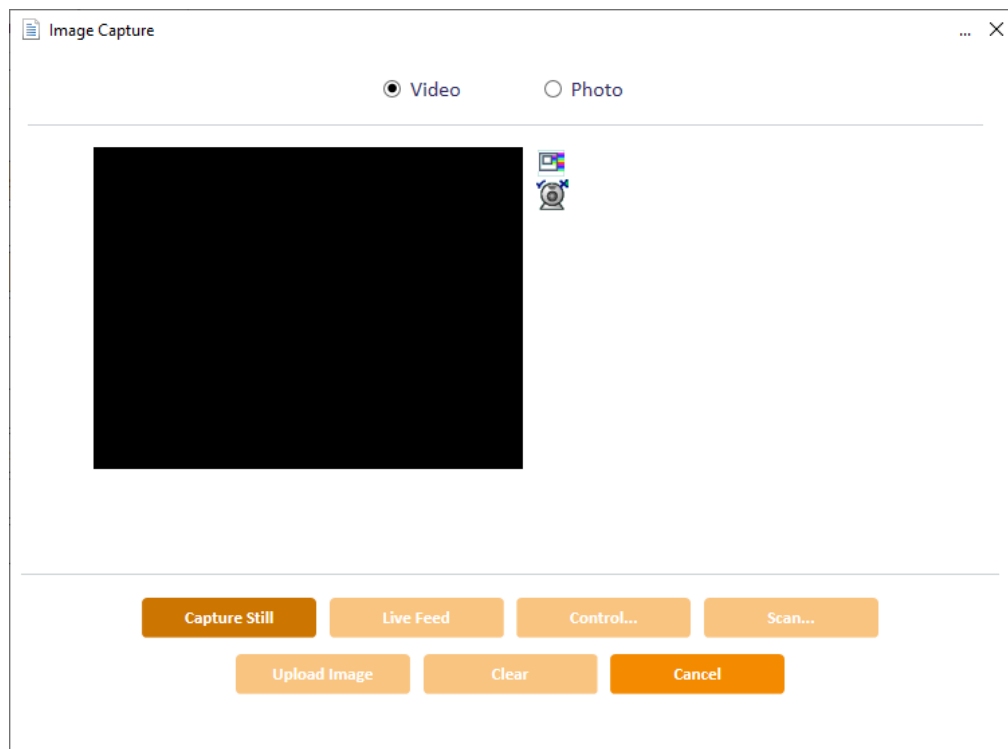 Image Capture ...
Video Photo
Capture Still Live Feed Control... Scan...
Upload Image Clear Cancel